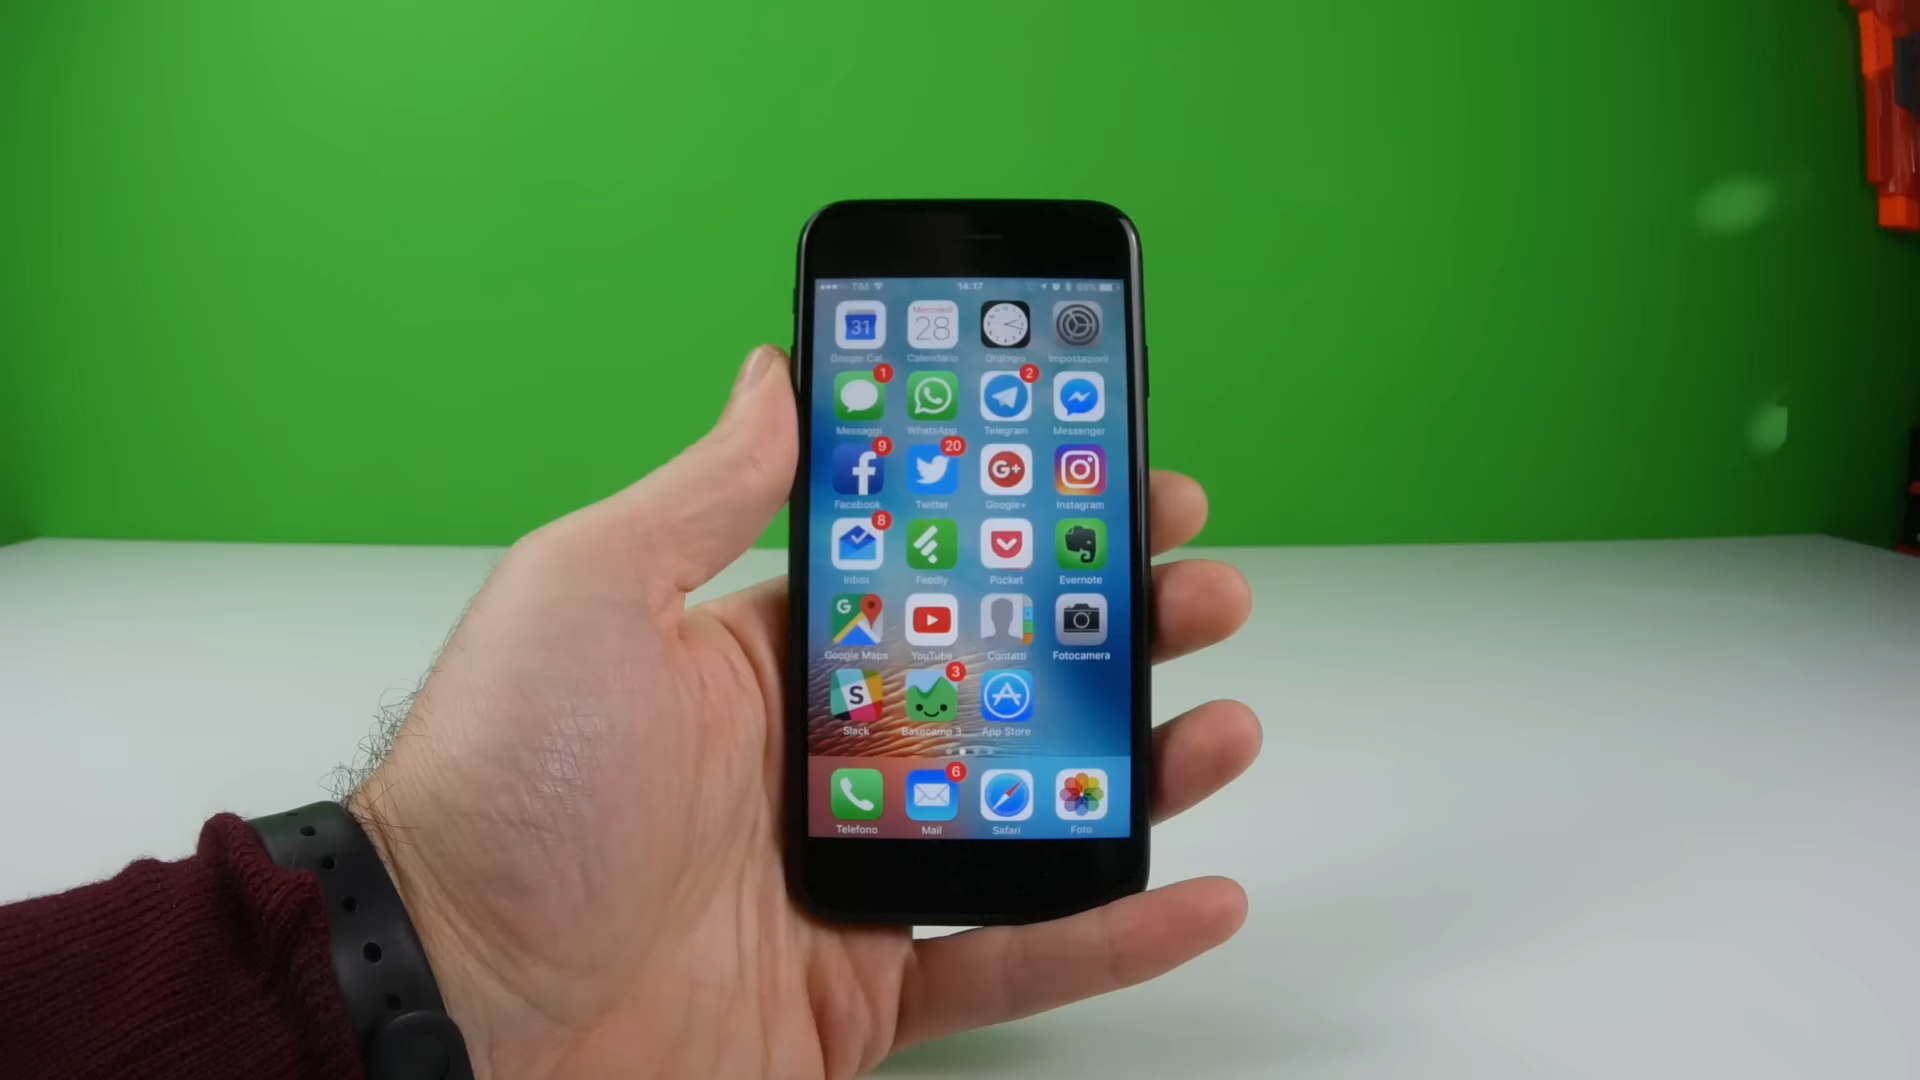 TIM 14:17 69%
31 Mercoledì 28
Google Cal... Calendario Orologio Impostazioni
1 2
Messaggi WhatsApp Telegram Messenger
9 20
f G+
Facebook Twitter Google+ Instagram
8
Inbox Feedly Pocket Evernote
G
Google Maps YouTube Contatti Fotocamera
3
S
Slack Basecamp 3 App Store
6
Telefono Mail Safari Foto